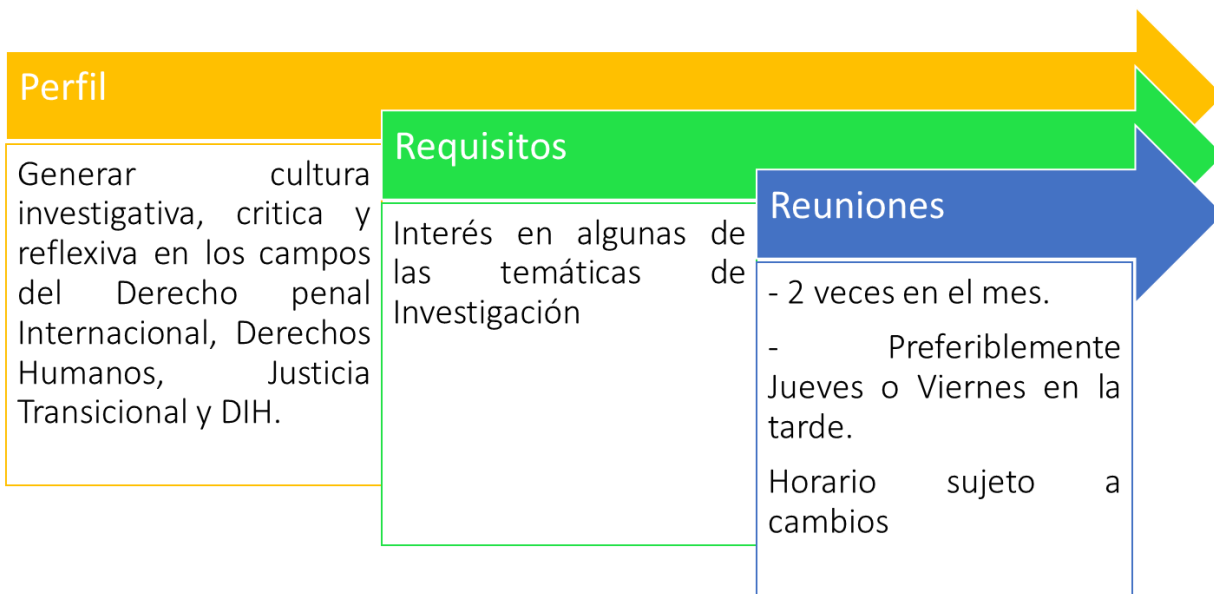 Perfil
Generar cultura
investigativa, critica y
reflexiva en los campos
del Derecho penal
Internacional, Derechos
Humanos, Justicia
Transicional y DIH.
Requisitos
Interés en algunas de
las temáticas de
Investigación
Reuniones
- 2 veces en el mes.
- Preferiblemente
Jueves o Viernes en la
tarde.
Horario sujeto a
cambios